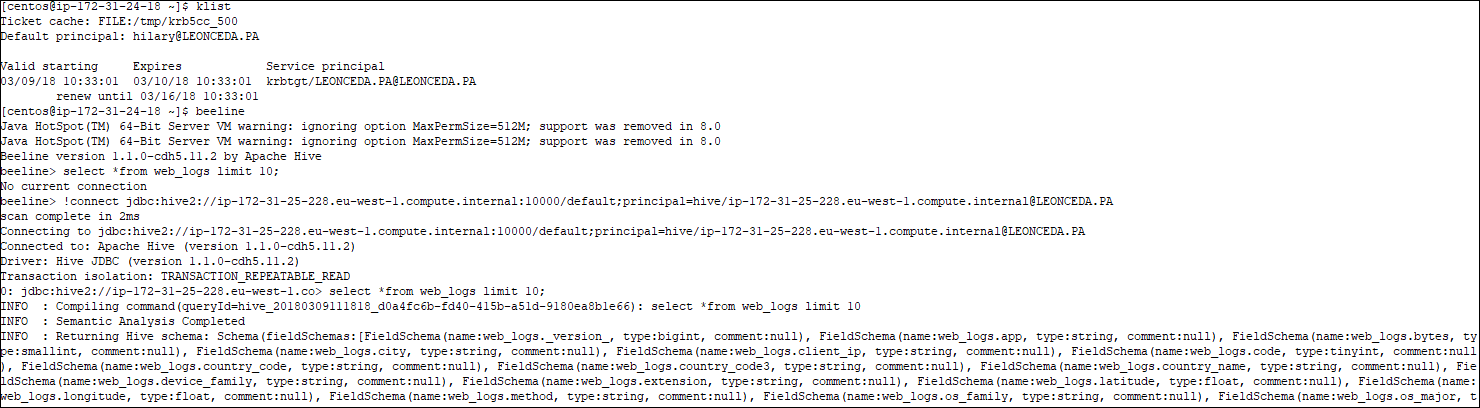 [centos@ip-172-31-24-18 ~]$ klist
Ticket cache: FILE:/tmp/krb5cc_500
Default principal: hilary@LEONCEDA.PA
Valid starting     Expires            Service principal
03/09/18 10:33:01  03/10/18 10:33:01  krbtgt/LEONCEDA.PA@LEONCEDA.PA
        renew until 03/16/18 10:33:01
[centos@ip-172-31-24-18 ~]$ beeline
Java HotSpot(TM) 64-Bit Server VM warning: ignoring option MaxPermSize=512M; support was removed in 8.0
Java HotSpot(TM) 64-Bit Server VM warning: ignoring option MaxPermSize=512M; support was removed in 8.0
Beeline version 1.1.0-cdh5.11.2 by Apache Hive
beeline> select *from web_logs limit 10;
No current connection
beeline> !connect jdbc:hive2://ip-172-31-25-228.eu-west-1.compute.internal:10000/default;principal=hive/ip-172-31-25-228.eu-west-1.compute.internal@LEONCEDA.PA
scan complete in 2ms
Connecting to jdbc:hive2://ip-172-31-25-228.eu-west-1.compute.internal:10000/default;principal=hive/ip-172-31-25-228.eu-west-1.compute.internal@LEONCEDA.PA
Connected to: Apache Hive (version 1.1.0-cdh5.11.2)
Driver: Hive JDBC (version 1.1.0-cdh5.11.2)
Transaction isolation: TRANSACTION_REPEATABLE_READ
0: jdbc:hive2://ip-172-31-25-228.eu-west-1.co> select *from web_logs limit 10;
INFO  : Compiling command(queryId=hive_20180309111818_d0a4fc6b-fd40-415b-a51d-9180ea8b1e66): select *from web_logs limit 10
INFO  : Semantic Analysis Completed
INFO  : Returning Hive schema: Schema(fieldSchemas:[FieldSchema(name:web_logs._version_, type:bigint, comment:null), FieldSchema(name:web_logs.app, type:string, comment:null), FieldSchema(name:web_logs.bytes, ty
pe:smallint, comment:null), FieldSchema(name:web_logs.city, type:string, comment:null), FieldSchema(name:web_logs.client_ip, type:string, comment:null), FieldSchema(name:web_logs.code, type:tinyint, comment:null
), FieldSchema(name:web_logs.country_code, type:string, comment:null), FieldSchema(name:web_logs.country_code3, type:string, comment:null), FieldSchema(name:web_logs.country_name, type:string, comment:null), Fie
ldSchema(name:web_logs.device_family, type:string, comment:null), FieldSchema(name:web_logs.extension, type:string, comment:null), FieldSchema(name:web_logs.latitude, type:float, comment:null), FieldSchema(name:
web_logs.longitude, type:float, comment:null), FieldSchema(name:web_logs.method, type:string, comment:null), FieldSchema(name:web_logs.os_family, type:string, comment:null), FieldSchema(name:web_logs.os_major, t